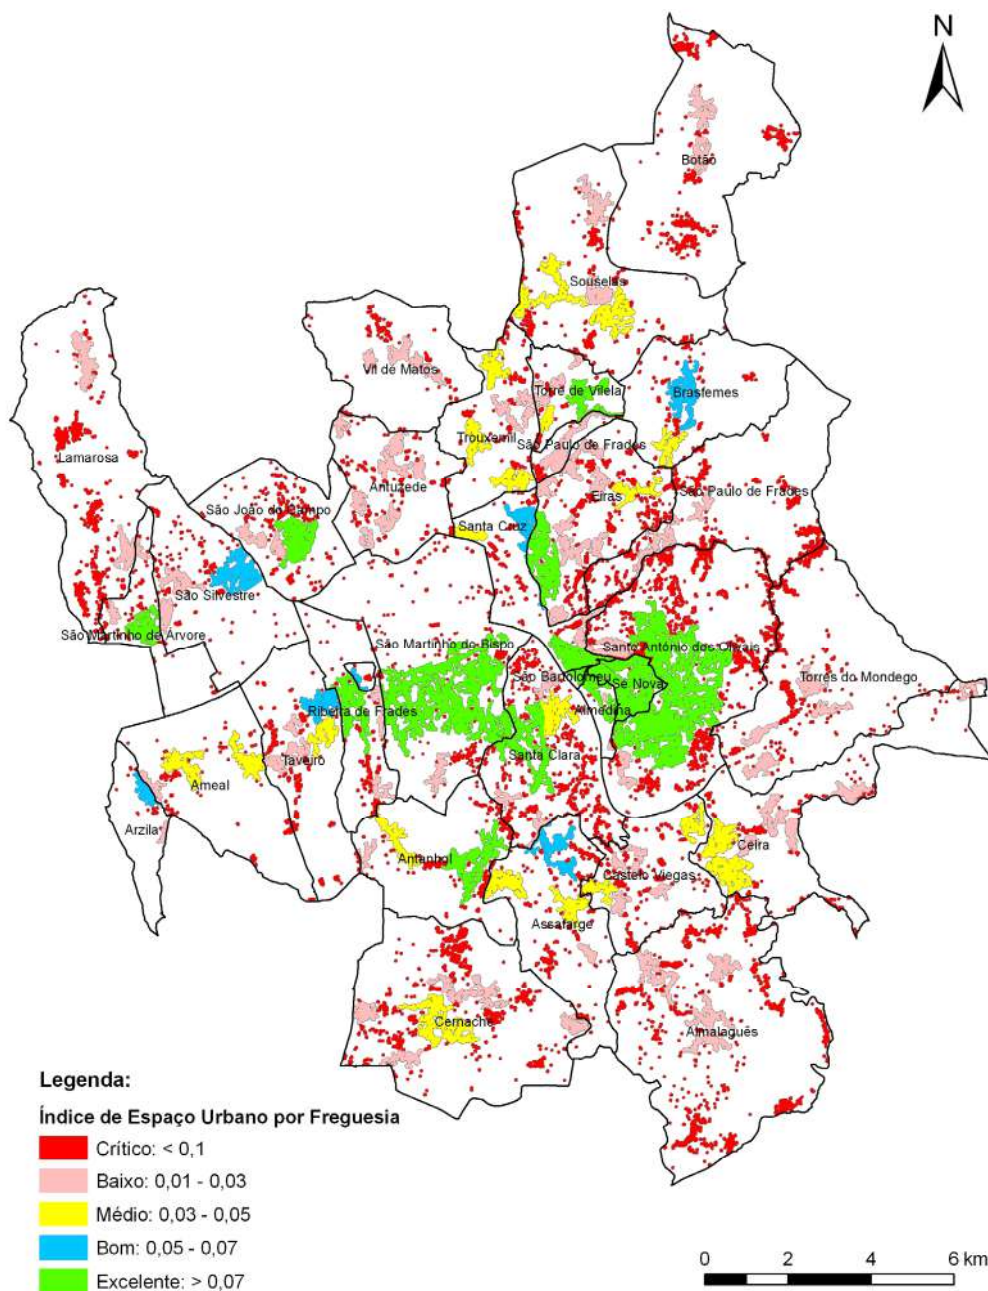 N
Botão
Souselas
Vil de Matos
Torre de Vilela
Brasfemes
Trouxemil
São Paulo de Frades
Lamarosa
Antuzede
Eiras
São Paulo de Frades
São João do Campo
Santa Cruz
São Silvestre
São Martinho de Arvore
São Martinho do Bispo
Santo António dos Olivais
São Bartolomeu
Sé Nova
Torres do Mondego
Ribeira de Frades
Almedina
Santa Clara
Taveiro
Ameal
Arzila
Antanhol
Ceira
Castelo Viegas
Assafarge
Cernache
Almalaguês
Legenda:
Índice de Espaço Urbano por Freguesia
Crítico: < 0,1
Baixo: 0,01 - 0,03
Médio: 0,03 - 0,05
Bom: 0,05 - 0,07
Excelente: > 0,07
0 2 4 6 km